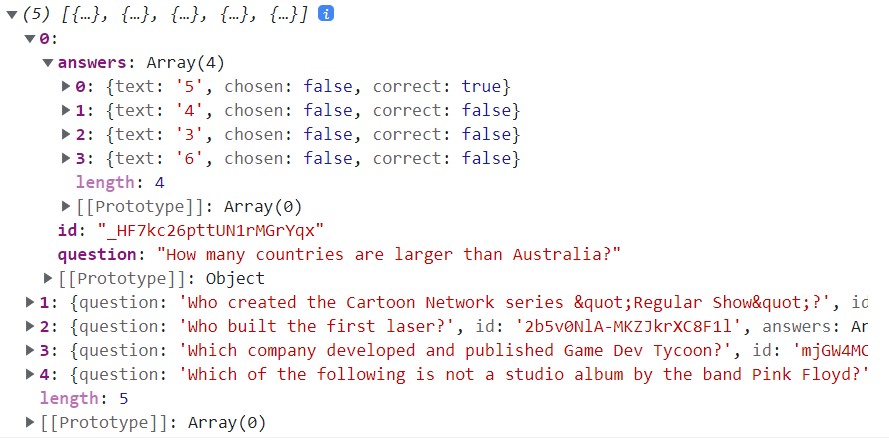 (5) [{…}, {…}, {…}, {…}, {…}] i
0:
answers: Array(4)
0: {text: '5', chosen: false, correct: true}
1: {text: '4', chosen: false, correct: false}
2: {text: '3', chosen: false, correct: false}
3: {text: '6', chosen: false, correct: false}
length: 4
[[Prototype]]: Array(0)
id: "_HF7kc26pttUN1rMGrYqx"
question: "How many countries are larger than Australia?"
[[Prototype]]: Object
1: {question: 'Who created the Cartoon Network series &quot;Regular Show&quot;?', id
2: {question: 'Who built the first laser?', id: '2b5v0NlA-MKZJkrXC8F1l', answers: Ar
3: {question: 'Which company developed and published Game Dev Tycoon?', id: 'mjGW4MC
4: {question: 'Which of the following is not a studio album by the band Pink Floyd?'
length: 5
[[Prototype]]: Array(0)